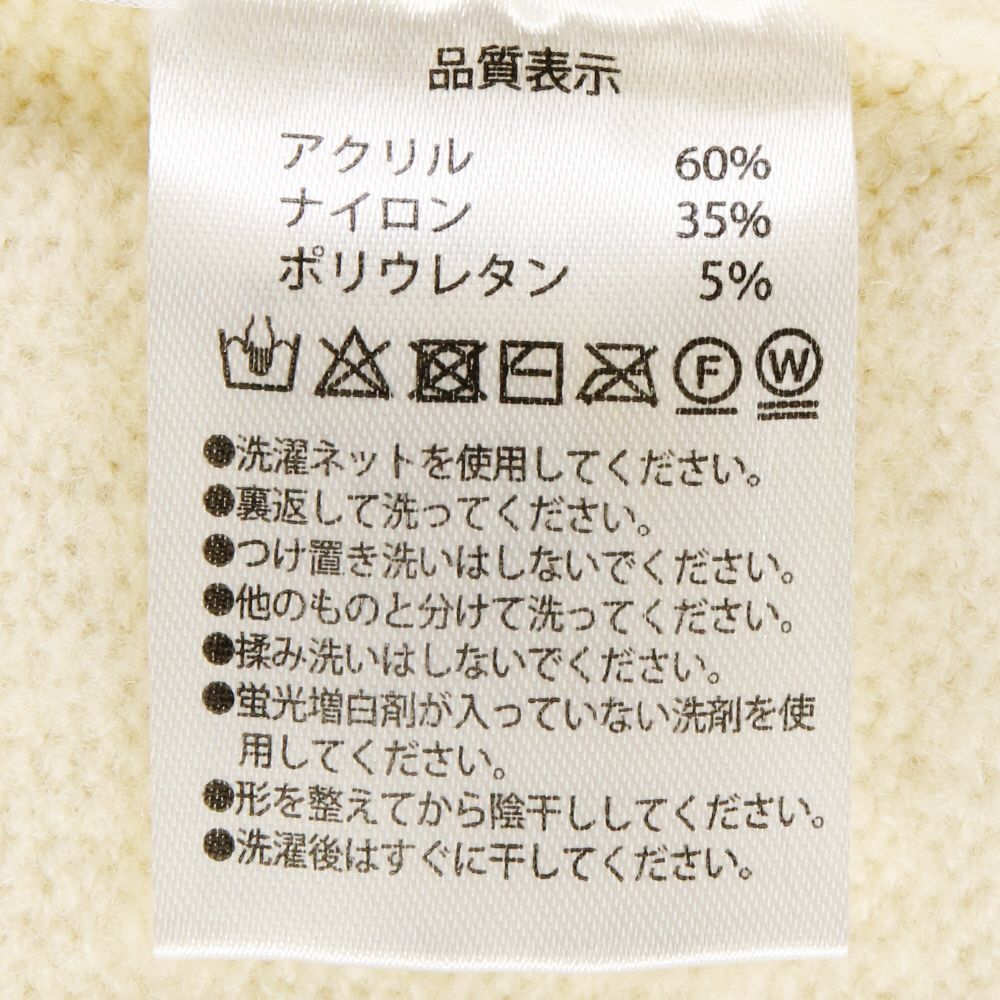 品質表示
アクリル 60%
ナイロン 35%
ポリウレタン 5%
F W
●洗濯ネットを使用してください。
●裏返して洗ってください。
●つけ置き洗いはしないでください。
●他のものと分けて洗ってください。
●揉み洗いはしないでください。
●蛍光増白剤が入っていない洗剤を使
用してください。
●形を整えてから陰干ししてください。
●洗濯後はすぐに干してください。